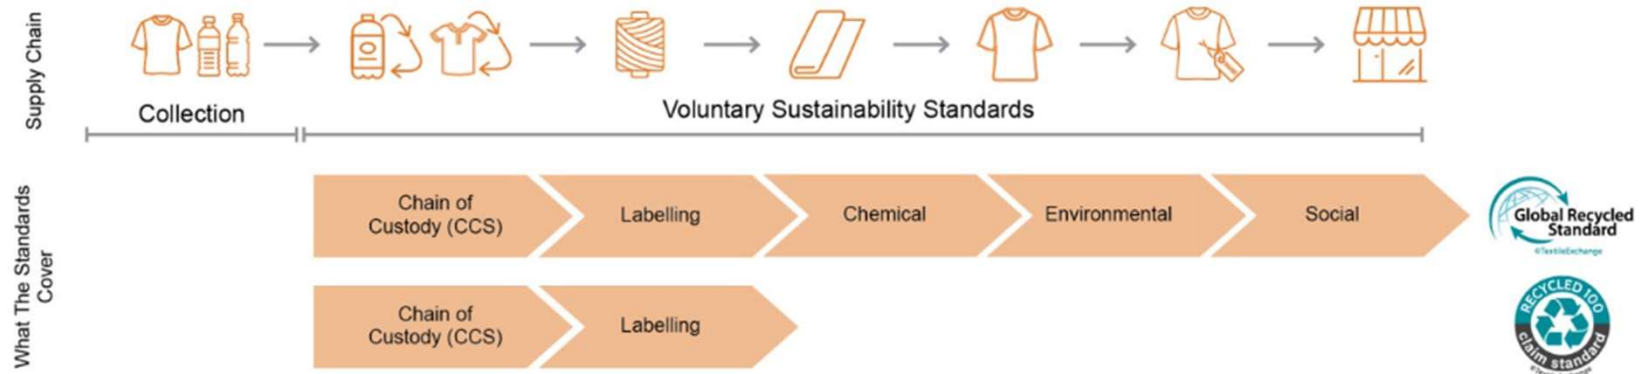 Supply Chain
Collection
Voluntary Sustainability Standards
What The Standards
Cover
Chain of
Custody (CCS)
Labelling
Chemical
Environmental
Social
Global Recycled
Standard
©TextileExchange
Chain of
Custody (CCS)
Labelling
RECYCLED 100
claim standard